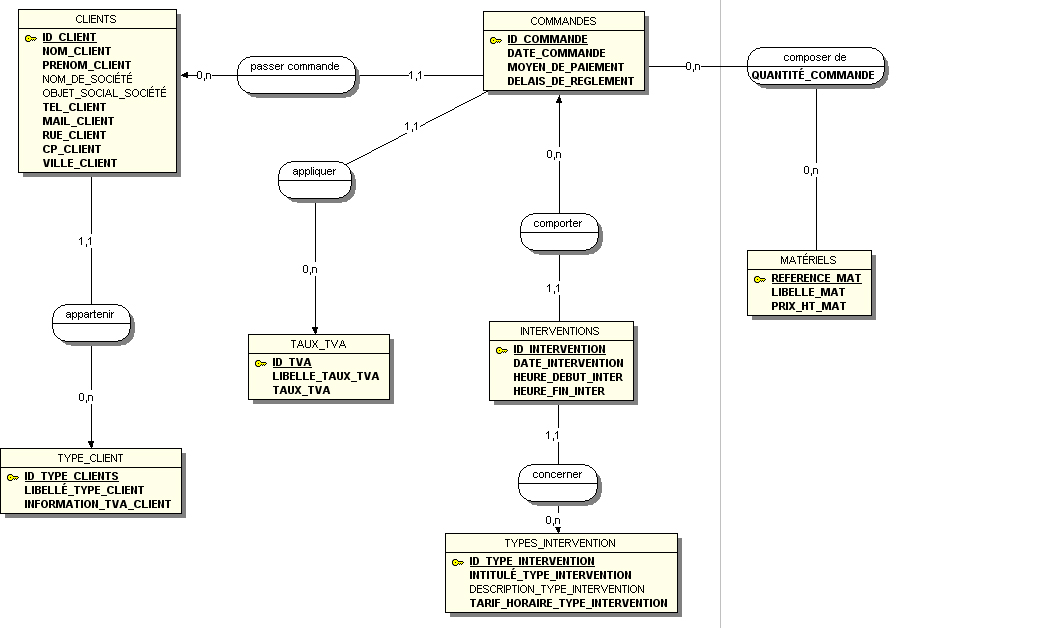 CLIENTS
ID_CLIENT
NOM_CLIENT
PRENOM_CLIENT
NOM_DE_SOCIÉTÉ
OBJET_SOCIAL_SOCIÉTÉ
TEL_CLIENT
MAIL_CLIENT
RUE_CLIENT
CP_CLIENT
VILLE_CLIENT
0,n
passer commande
1,1
COMMANDES
ID_COMMANDE
DATE_COMMANDE
MOYEN_DE_PAIEMENT
DELAIS_DE_REGLEMENT
0,n
composer de
QUANTITÉ_COMMANDE
1,1
appliquer
0,n
0,n
comporter
1,1
0,n
MATÉRIELS
REFERENCE_MAT
LIBELLE_MAT
PRIX_HT_MAT
1,1
appartenir
0,n
TAUX_TVA
ID_TVA
LIBELLE_TAUX_TVA
TAUX_TVA
INTERVENTIONS
ID_INTERVENTION
DATE_INTERVENTION
HEURE_DEBUT_INTER
HEURE_FIN_INTER
1,1
concerner
0,n
TYPE_CLIENT
ID_TYPE_CLIENTS
LIBELLÉ_TYPE_CLIENT
INFORMATION_TVA_CLIENT
TYPES_INTERVENTION
ID_TYPE_INTERVENTION
INTITULÉ_TYPE_INTERVENTION
DESCRIPTION_TYPE_INTERVENTION
TARIF_HORAIRE_TYPE_INTERVENTION